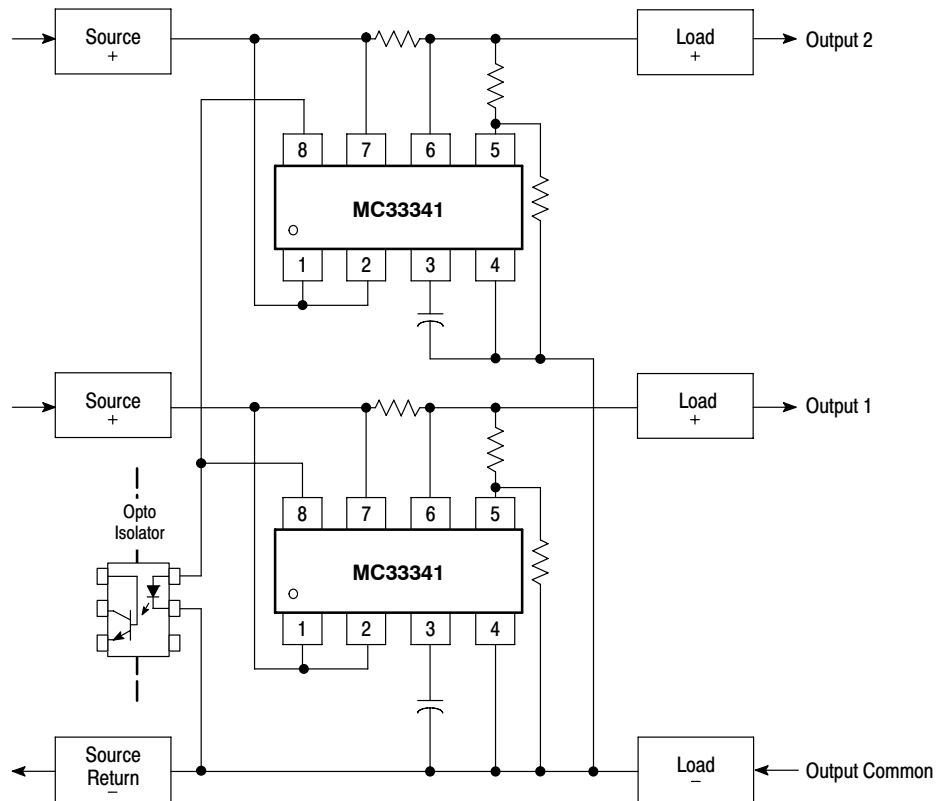 Source
+
Load
+
Output 2
8 7 6 5
MC33341
1 2 3 4
Source
+
Load
+
Output 1
Opto
Isolator
8 7 6 5
MC33341
1 2 3 4
Source
Return
–
Load
–
Output Common